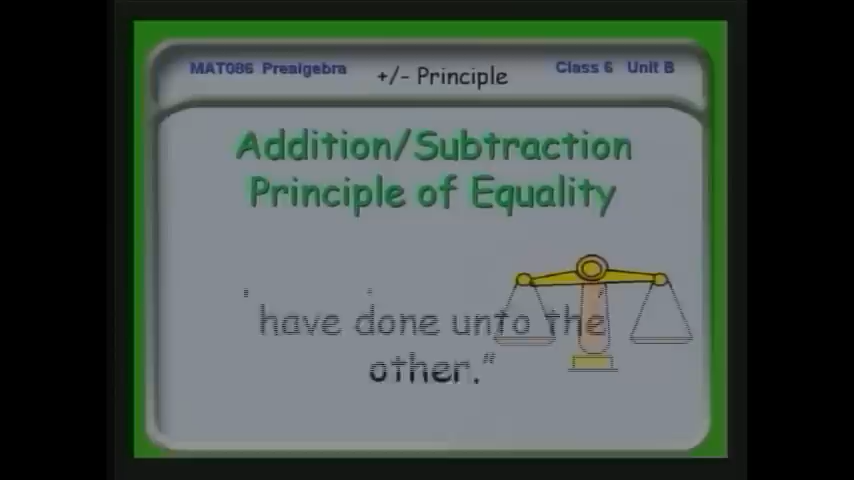 MAT086 Prealgebra +/- Principle Class 6 Unit B
Addition/Subtraction
Principle of Equality
have done unto the
other.”